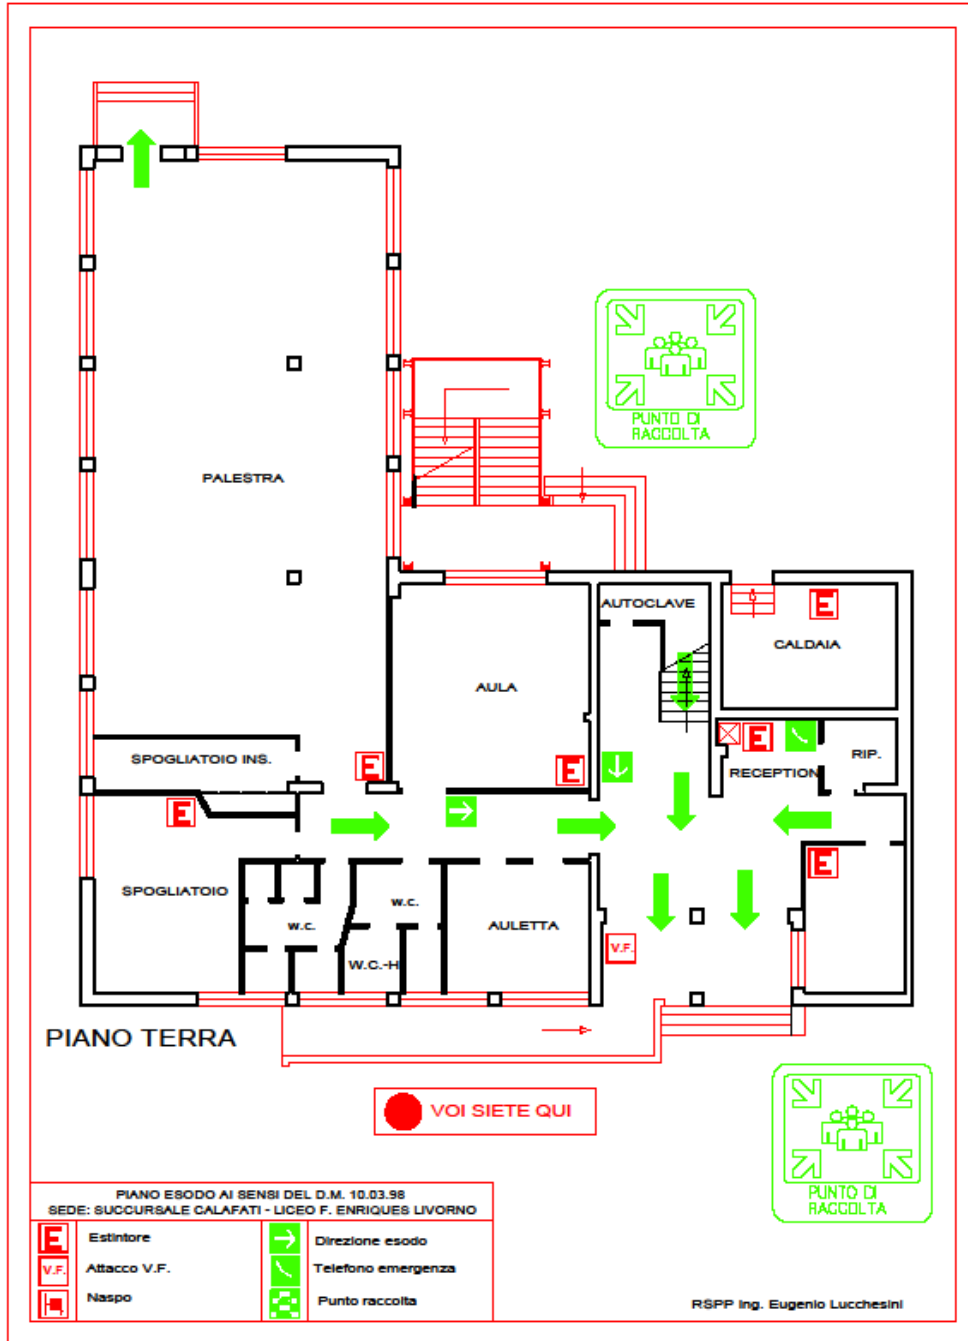 PUNTO DI
RACCOLTA
PALESTRA
AUTOCLAVE
E
CALDAIA
AULA
SPOGLIATOIO INS.
E
E
E
RECEPTION
RIP.
E
E
SPOGLIATOIO
W.C.
W.C.
AULETTA
V.F.
W.C.-H
PIANO TERRA
VOI SIETE QUI
PUNTO DI
RACCOLTA
PIANO ESODO AI SENSI DEL D.M. 10.03.98
SEDE: SUCCURSALE CALAFATI - LICEO F. ENRIQUES LIVORNO
E Estintore
Direzione esodo
V.F. Attacco V.F.
Telefono emergenza
Naspo
Punto raccolta
RSPP Ing. Eugenio Lucchesini